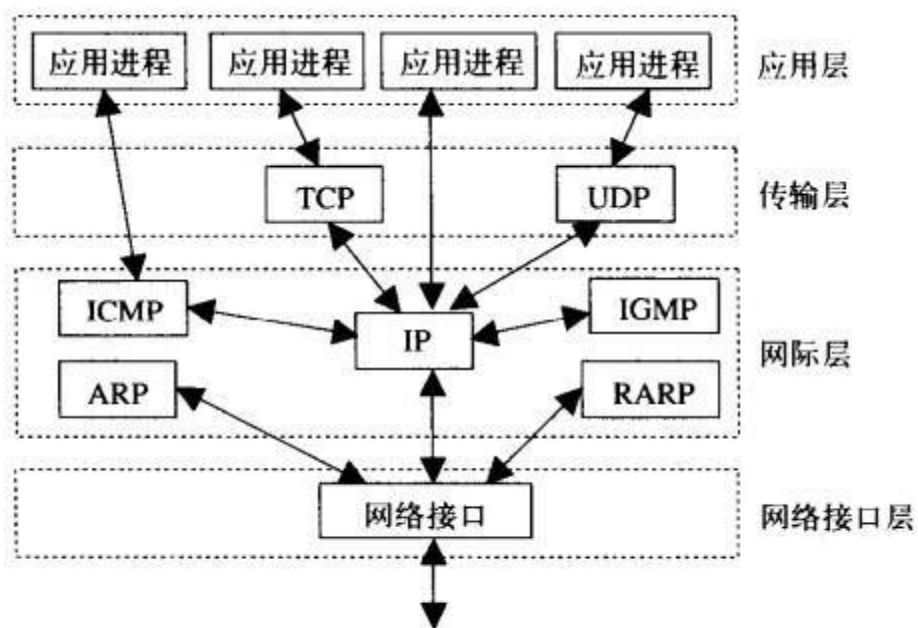 应用进程 应用进程 应用进程 应用进程 应用层
TCP UDP 传输层
ICMP IP IGMP
ARP RARP 网际层
网络接口 网络接口层